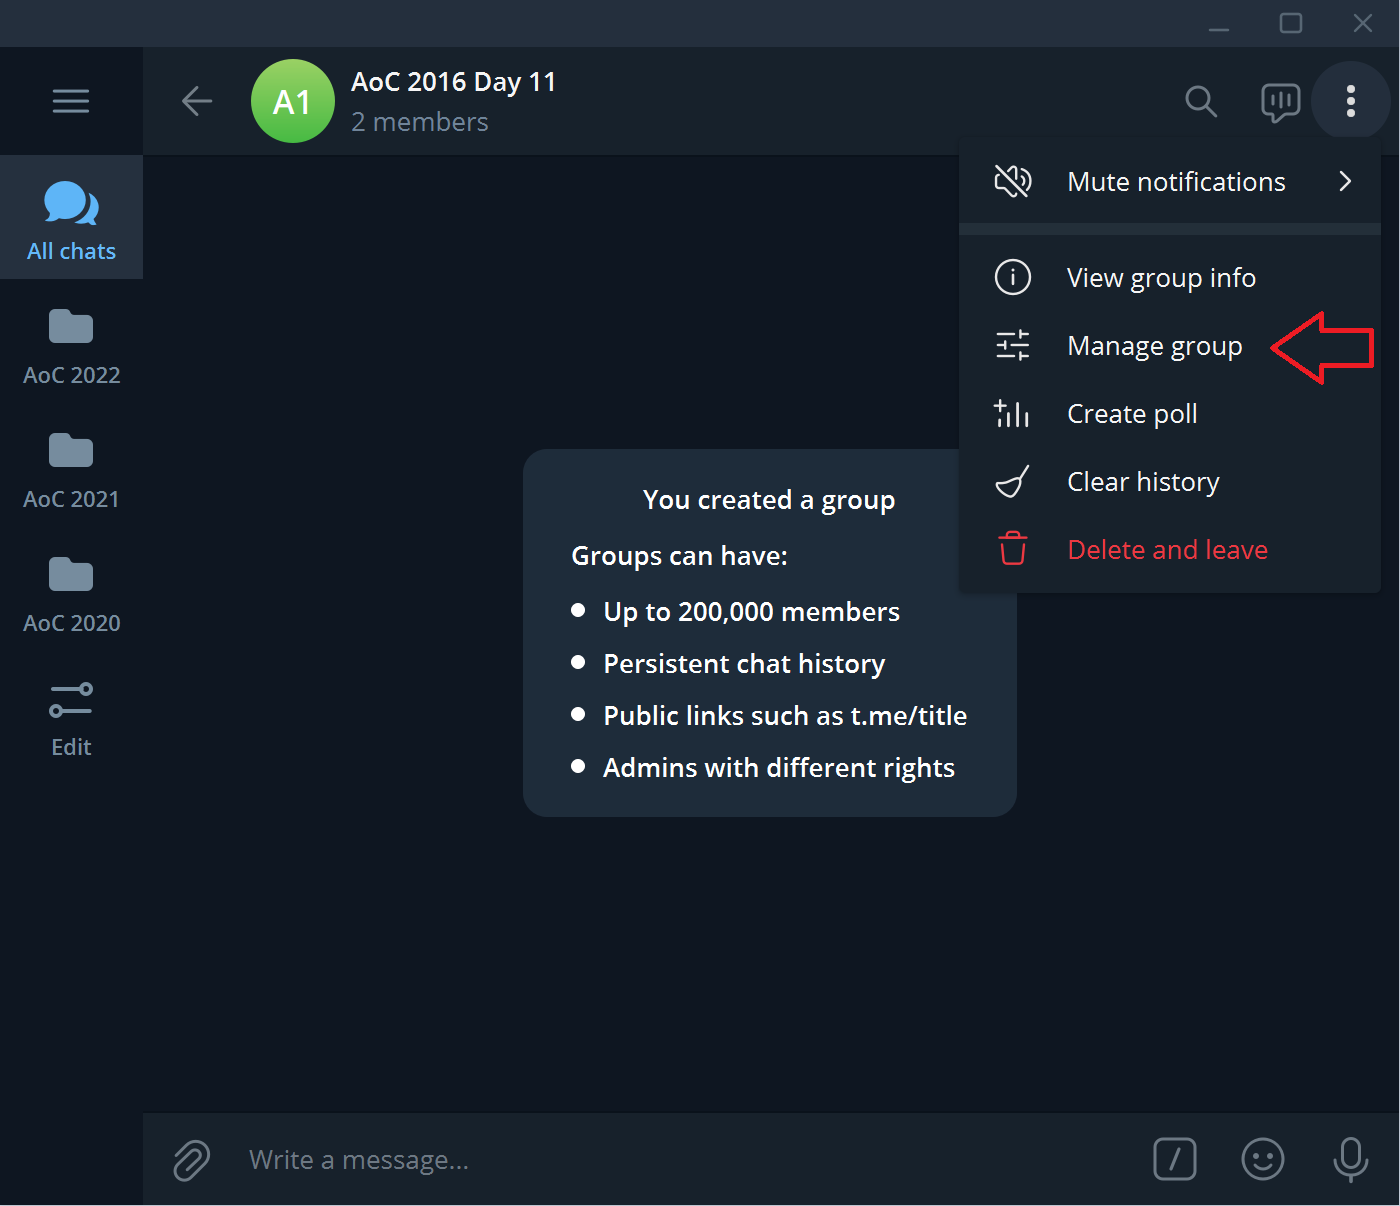 A1
AoC 2016 Day 11
2 members
All chats
AoC 2022
AoC 2021
AoC 2020
Edit
Mute notifications
View group info
Manage group
Create poll
Clear history
Delete and leave
You created a group
Groups can have:
Up to 200,000 members
Persistent chat history
Public links such as t.me/title
Admins with different rights
Write a message...